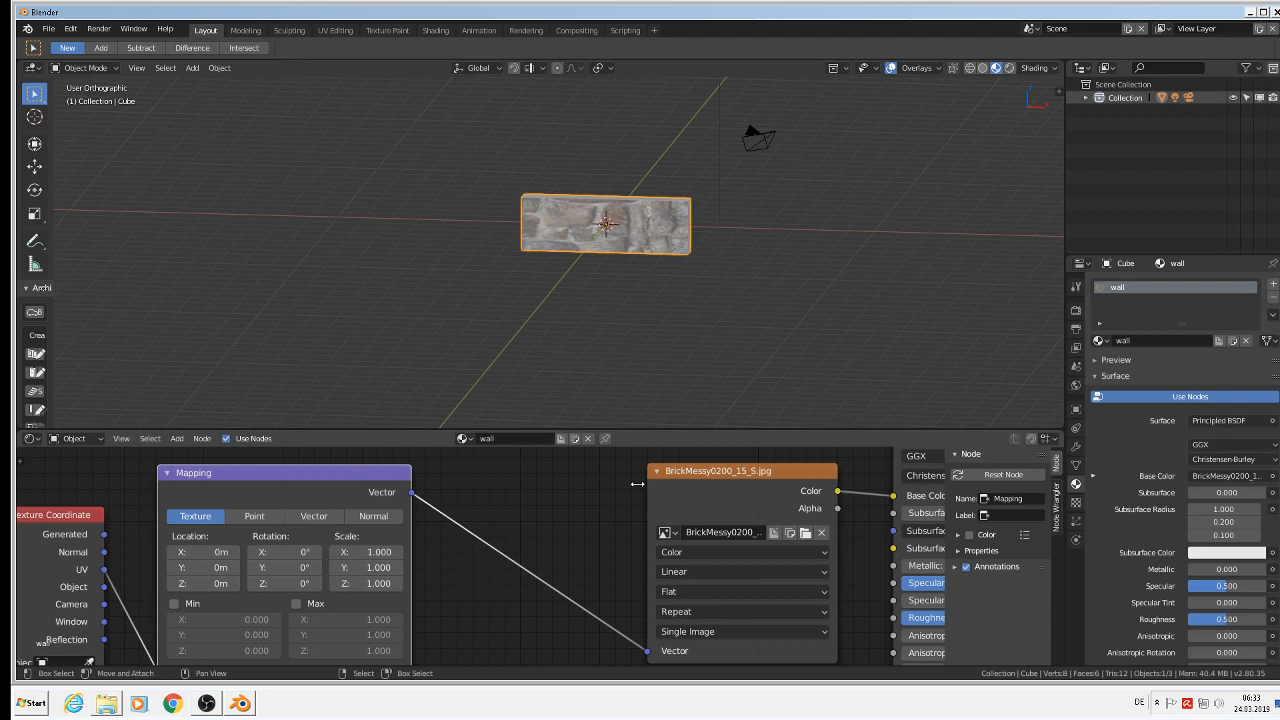 Blender
File Edit Render Window Help Layout Modeling Sculpting UV Editing Texture Paint Shading Animation Rendering Compositing Scripting + Scene View Layer
New Add Subtract Difference Intersect
Object Mode View Select Add Object Global Overlays Shading
User Orthographic
(1) Collection | Cube
Scene Collection
Collection
Archi
Crea
Cube wall
wall
wall
Preview
Surface
Use Nodes
Surface: Principled BSDF
GGX
Christensen-Burley
Base Color BrickMessy0200_1..
Subsurface 0.000
Subsurface Radius 1.000
0.200
0.100
Subsurface Color
Metallic 0.000
Specular 0.500
Specular Tint 0.000
Roughness 0.500
Anisotropic 0.000
Anisotropic Rotation 0.000
Object View Select Add Node Use Nodes wall
exture Coordinate
Generated
Normal
UV
Object
Camera
Window
Reflection
wall
Mapping
Vector
Texture Point Vector Normal
Location: Rotation: Scale:
X: 0m X: 0° X: 1.000
Y: 0m Y: 0° Y: 1.000
Z: 0m Z: 0° Z: 1.000
Min Max
X: 0.000 X: 1.000
Y: 0.000 Y: 1.000
Z: 0.000 Z: 1.000
BrickMessy0200_15_S.jpg
Color
Alpha
BrickMessy0200_..
Color
Linear
Flat
Repeat
Single Image
Vector
GGX
Christens
Base Colo
Subsurfa
Subsurfa
Subsurfa
Metallic:
Specular
Specular
Roughne
Anisotrop
Anisotrop
Node
Reset Node
Name: Mapping
Label:
Color
Properties
Annotations
Node
Node Wrangler
Box Select Move and Attach Pan View Select Box Select Collection | Cube | Verts:8 | Faces:6 | Tris:12 | Objects:1/3 | Mem: 40.4 MB | v2.80.35
Start DE 06:33
24.03.2019